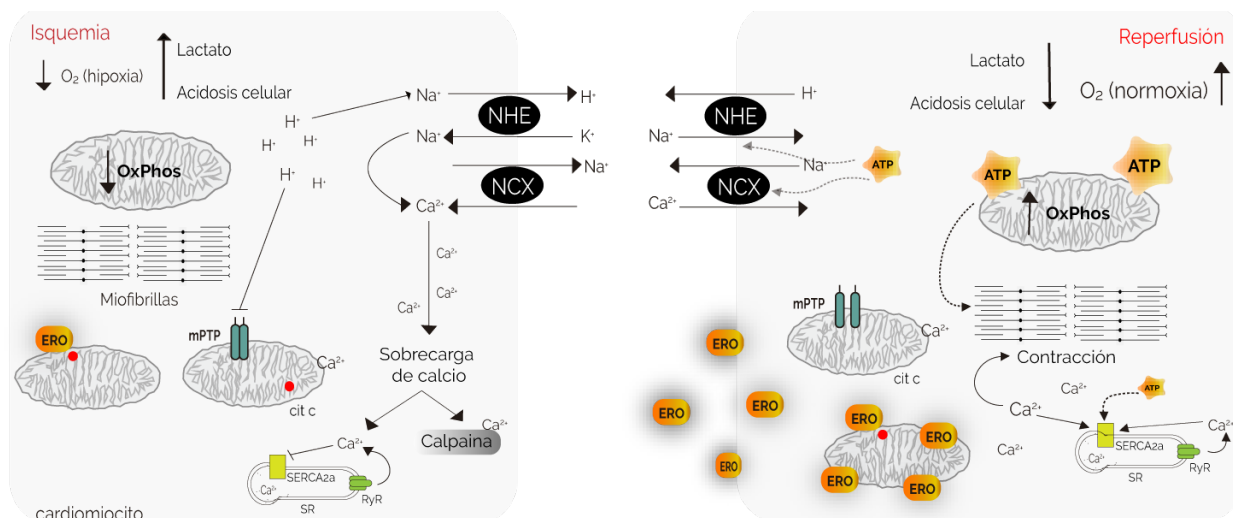 Isquemia
O₂ (hipoxia)
Lactato
Acidosis celular
H⁺
H⁺
H⁺
H⁺
H⁺
OxPhos
Miofibrillas
ERO
mPTP
Ca²⁺
cit c
Na⁺
H⁺
NHE
Na⁺
K⁺
Na⁺
NCX
Ca²⁺
Ca²⁺
Ca²⁺
Ca²⁺
Sobrecarga
de calcio
Ca²⁺
Calpaina
Ca²⁺
SERCA2a
Ca²⁺
RyR
SR
cardiomiocito
Reperfusión
Lactato
Acidosis celular
O₂ (normoxia)
H⁺
NHE
Na⁺
Na⁺
ATP
NCX
Ca²⁺
ATP
ATP
OxPhos
mPTP
Ca²⁺
cit c
Contracción
ERO
ERO
ERO
ERO
ERO
ERO
ERO
ERO
Ca²⁺
ATP
Ca²⁺
Ca²⁺
Ca²⁺
SERCA2a
Ca²⁺
RyR
SR